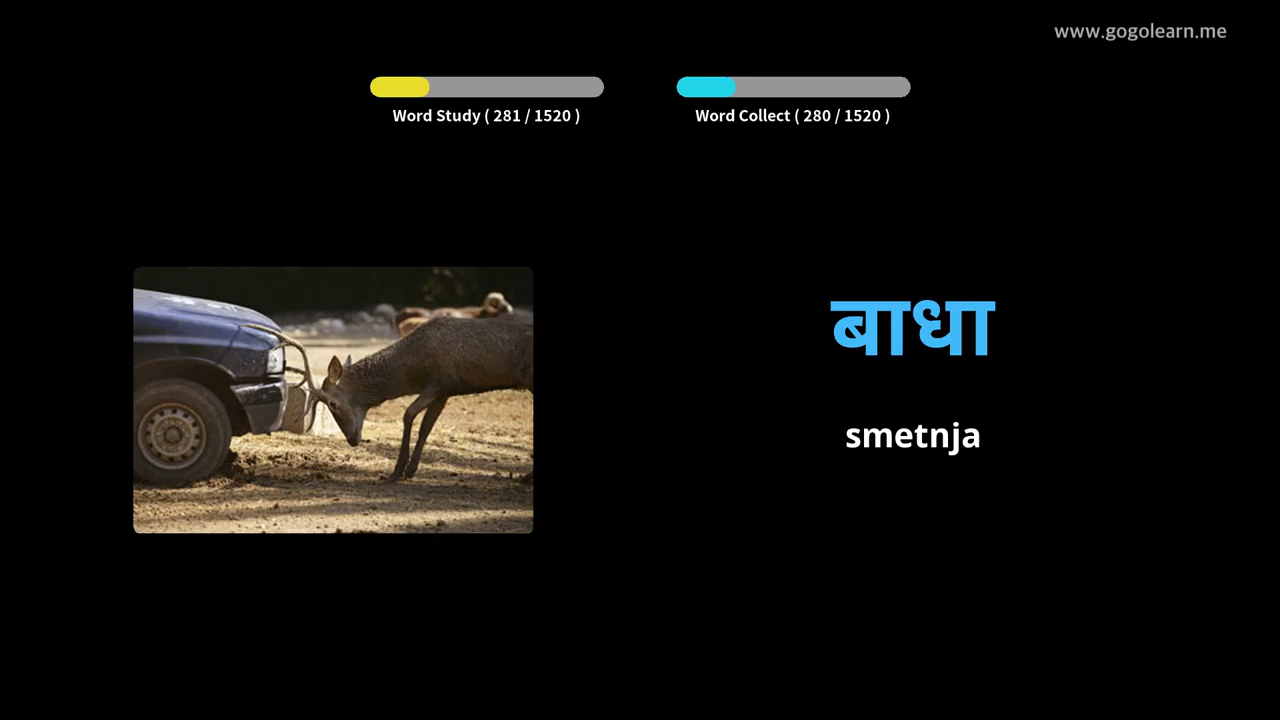 www.gogolearn.me
Word Study ( 281 / 1520 )
Word Collect ( 280 / 1520 )
बाधा
smetnja